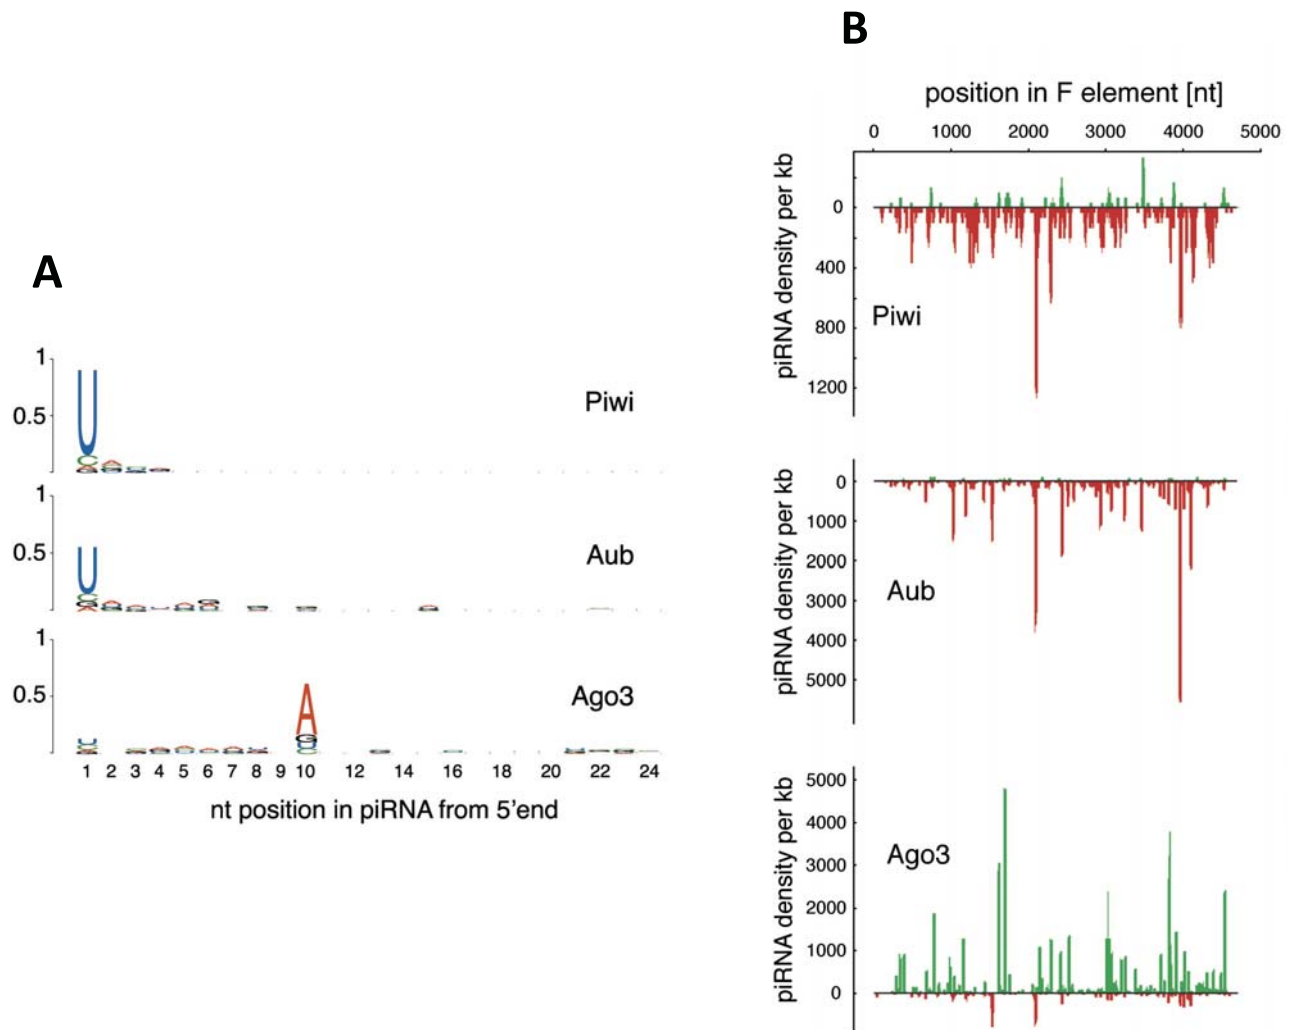 A
1
0.5
U
Piwi
1
0.5
U
Aub
1
0.5
A
G
Ago3
1 2 3 4 5 6 7 8 9 10 12 14 16 18 20 22 24
nt position in piRNA from 5'end
B
position in F element [nt]
0 1000 2000 3000 4000 5000
piRNA density per kb
0
400
800
1200
Piwi
piRNA density per kb
0
1000
2000
3000
4000
5000
Aub
piRNA density per kb
5000
4000
3000
2000
1000
0
Ago3